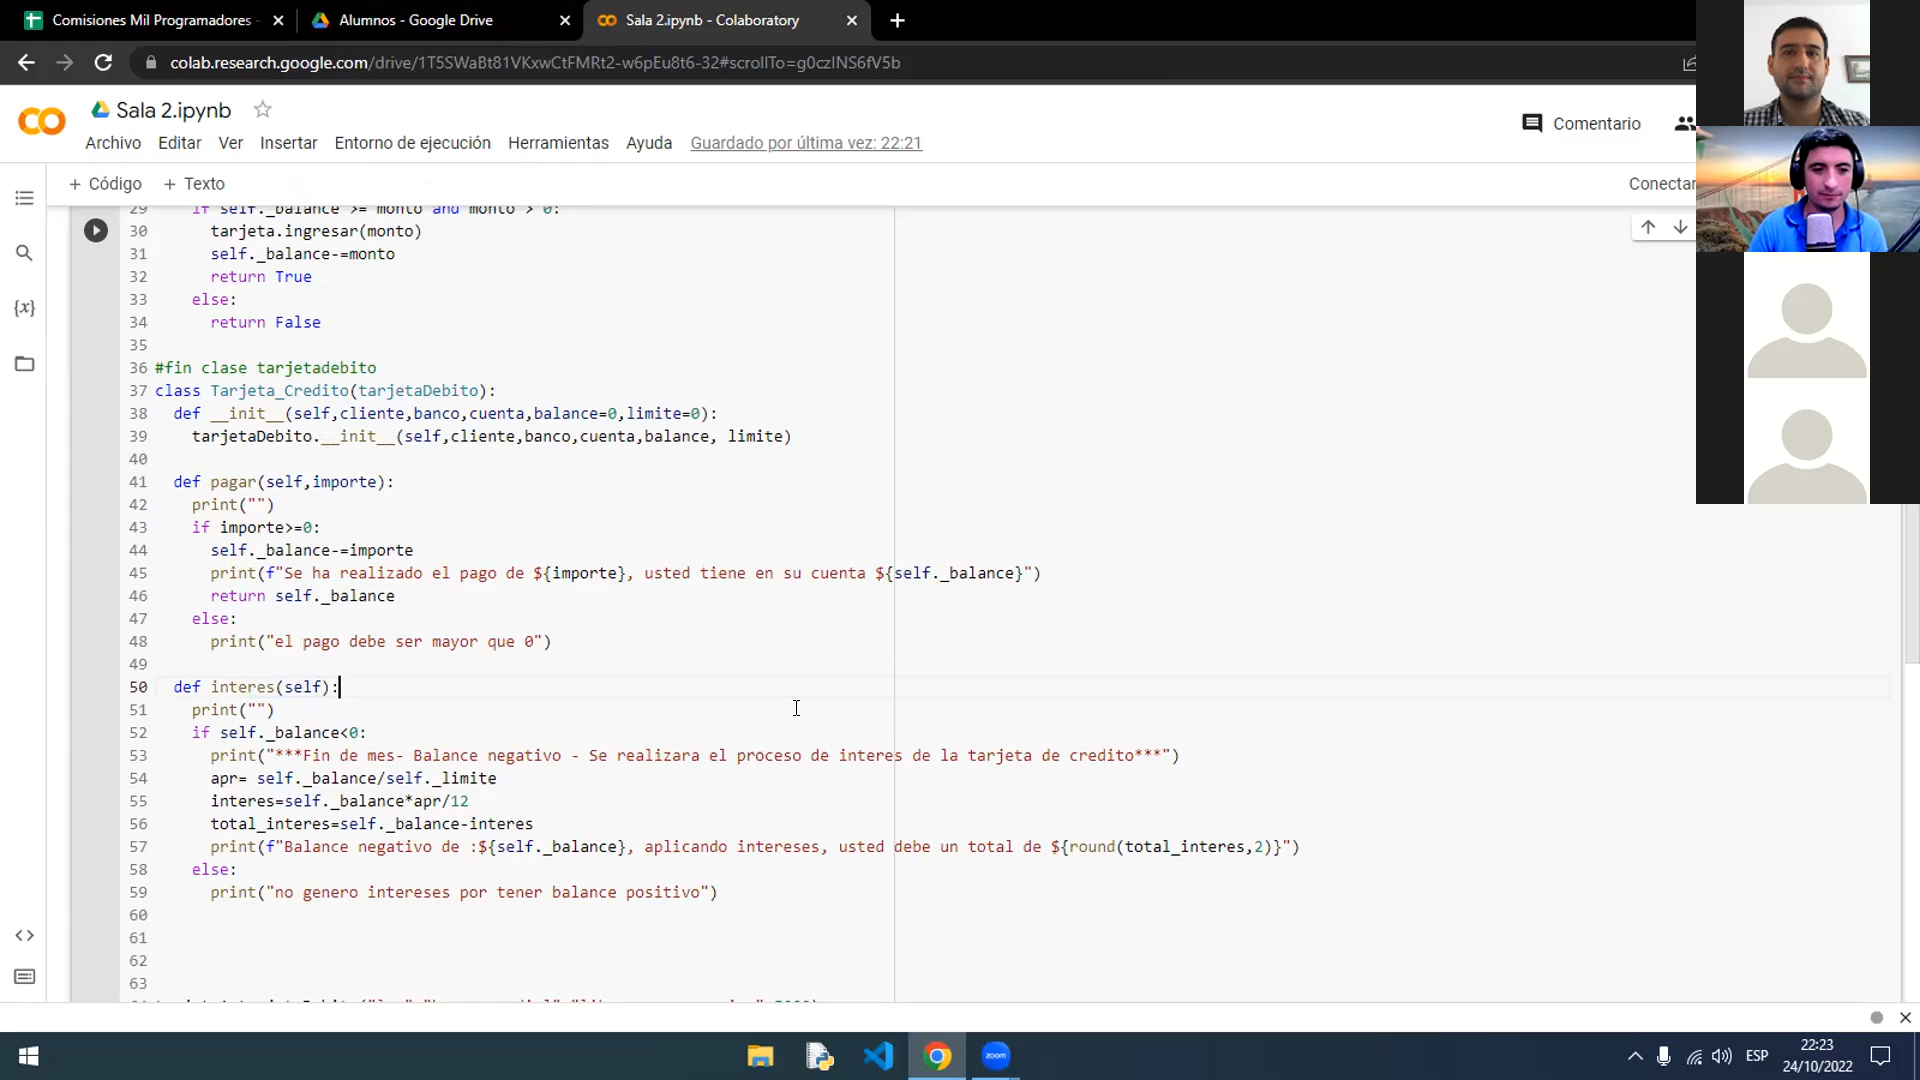 Comisiones Mil Programadores -
Alumnos - Google Drive
Sala 2.ipynb - Colaboratory
colab.research.google.com/drive/1T5SWaBt81VKxwCtFMRt2-w6pEu8t6-32#scrollTo=g0czlNS6fV5b
Sala 2.ipynb
Archivo Editar Ver Insertar Entorno de ejecución Herramientas Ayuda Guardado por última vez: 22:21
Comentario
+ Código + Texto
Conectar
29 if self._balance >= monto and monto > 0:
30 tarjeta.ingresar(monto)
31 self._balance-=monto
32 return True
33 else:
34 return False
35
36 #fin clase tarjetadebito
37 class Tarjeta_Credito(tarjetaDebito):
38 def __init__(self,cliente,banco,cuenta,balance=0,limite=0):
39 tarjetaDebito.__init__(self,cliente,banco,cuenta,balance, limite)
40
41 def pagar(self,importe):
42 print("")
43 if importe>=0:
44 self._balance-=importe
45 print(f"Se ha realizado el pago de ${importe}, usted tiene en su cuenta ${self._balance}")
46 return self._balance
47 else:
48 print("el pago debe ser mayor que 0")
49
50 def interes(self):
51 print("")
52 if self._balance<0:
53 print("***Fin de mes- Balance negativo - Se realizara el proceso de interes de la tarjeta de credito***")
54 apr= self._balance/self._limite
55 interes=self._balance*apr/12
56 total_interes=self._balance-interes
57 print(f"Balance negativo de :${self._balance}, aplicando intereses, usted debe un total de ${round(total_interes,2)}")
58 else:
59 print("no genero intereses por tener balance positivo")
60
61
62
63
zoom
ESP
22:23
24/10/2022